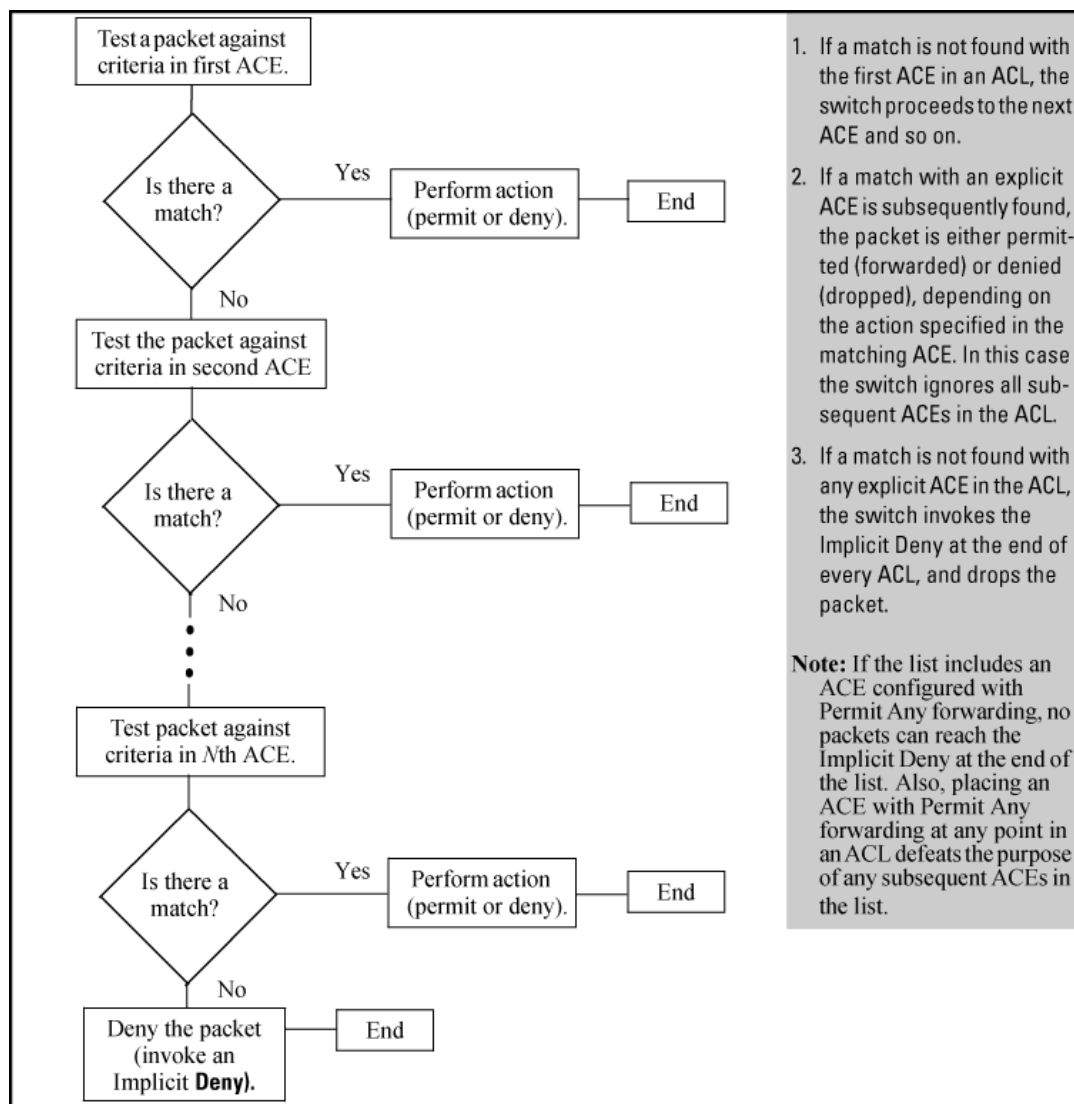 Test a packet against
criteria in first ACE.
Is there a
match?
Yes
Perform action
(permit or deny).
End
No
Test the packet against
criteria in second ACE
Is there a
match?
Yes
Perform action
(permit or deny).
End
No
Test packet against
criteria in Nth ACE.
Is there a
match?
Yes
Perform action
(permit or deny).
End
No
Deny the packet
(invoke an
Implicit Deny).
End
1. If a match is not found with
the first ACE in an ACL, the
switch proceeds to the next
ACE and so on.
2. If a match with an explicit
ACE is subsequently found,
the packet is either permit-
ted (forwarded) or denied
(dropped), depending on
the action specified in the
matching ACE. In this case
the switch ignores all sub-
sequent ACEs in the ACL.
3. If a match is not found with
any explicit ACE in the ACL,
the switch invokes the
Implicit Deny at the end of
every ACL, and drops the
packet.
Note: If the list includes an
ACE configured with
Permit Any forwarding, no
packets can reach the
Implicit Deny at the end of
the list. Also, placing an
ACE with Permit Any
forwarding at any point in
an ACL defeats the purpose
of any subsequent ACEs in
the list.